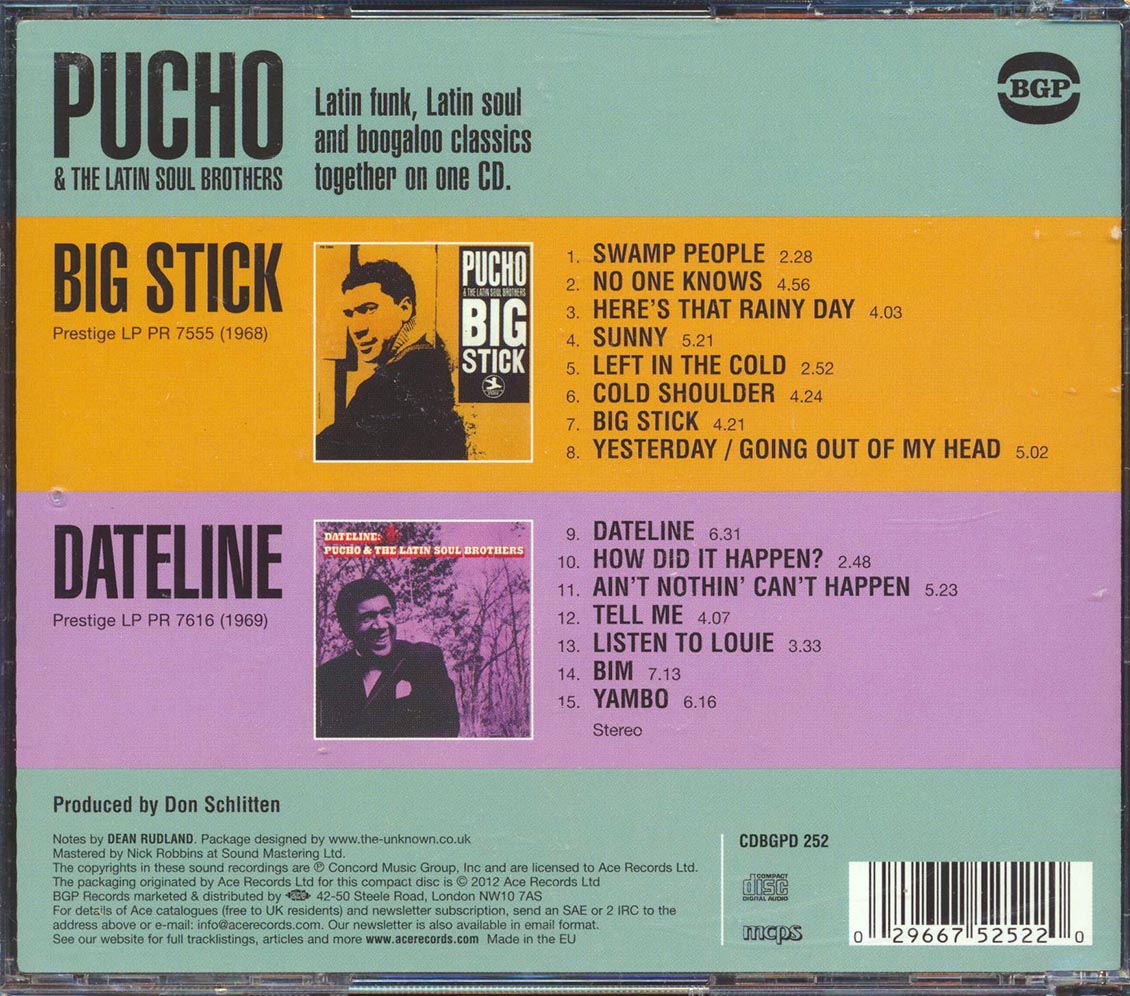 PUCHO
& THE LATIN SOUL BROTHERS
Latin funk, Latin soul
and boogaloo classics
together on one CD.
BGP
BIG STICK
Prestige LP PR 7555 (1968)
PUCHO
& THE LATIN SOUL BROTHERS
BIG
STICK
1. SWAMP PEOPLE 2.28
2. NO ONE KNOWS 4.56
3. HERE'S THAT RAINY DAY 4.03
4. SUNNY 5.21
5. LEFT IN THE COLD 2.52
6. COLD SHOULDER 4.24
7. BIG STICK 4.21
8. YESTERDAY / GOING OUT OF MY HEAD 5.02
DATELINE
Prestige LP PR 7616 (1969)
DATELINE:
PUCHO & THE LATIN SOUL BROTHERS
9. DATELINE 6.31
10. HOW DID IT HAPPEN? 2.48
11. AIN'T NOTHIN' CAN'T HAPPEN 5.23
12. TELL ME 4.07
13. LISTEN TO LOUIE 3.33
14. BIM 7.13
15. YAMBO 6.16
Stereo
Produced by Don Schlitten
Notes by DEAN RUDLAND. Package designed by www.the-unknown.co.uk
Mastered by Nick Robbins at Sound Mastering Ltd.
The copyrights in these sound recordings are ℗ Concord Music Group, Inc and are licensed to Ace Records Ltd.
The packaging originated by Ace Records Ltd for this compact disc is © 2012 Ace Records Ltd
BGP Records marketed & distributed by 42-50 Steele Road, London NW10 7AS
For details of Ace catalogues (free to UK residents) and newsletter subscription, send an SAE or 2 IRC to the
address above or e-mail: info@acerecords.com. Our newsletter is also available in email format.
See our website for full tracklistings, articles and more www.acerecords.com Made in the EU
CDBGPD 252
COMPACT
disc
DIGITAL AUDIO
mcps
0 29667 52522 0